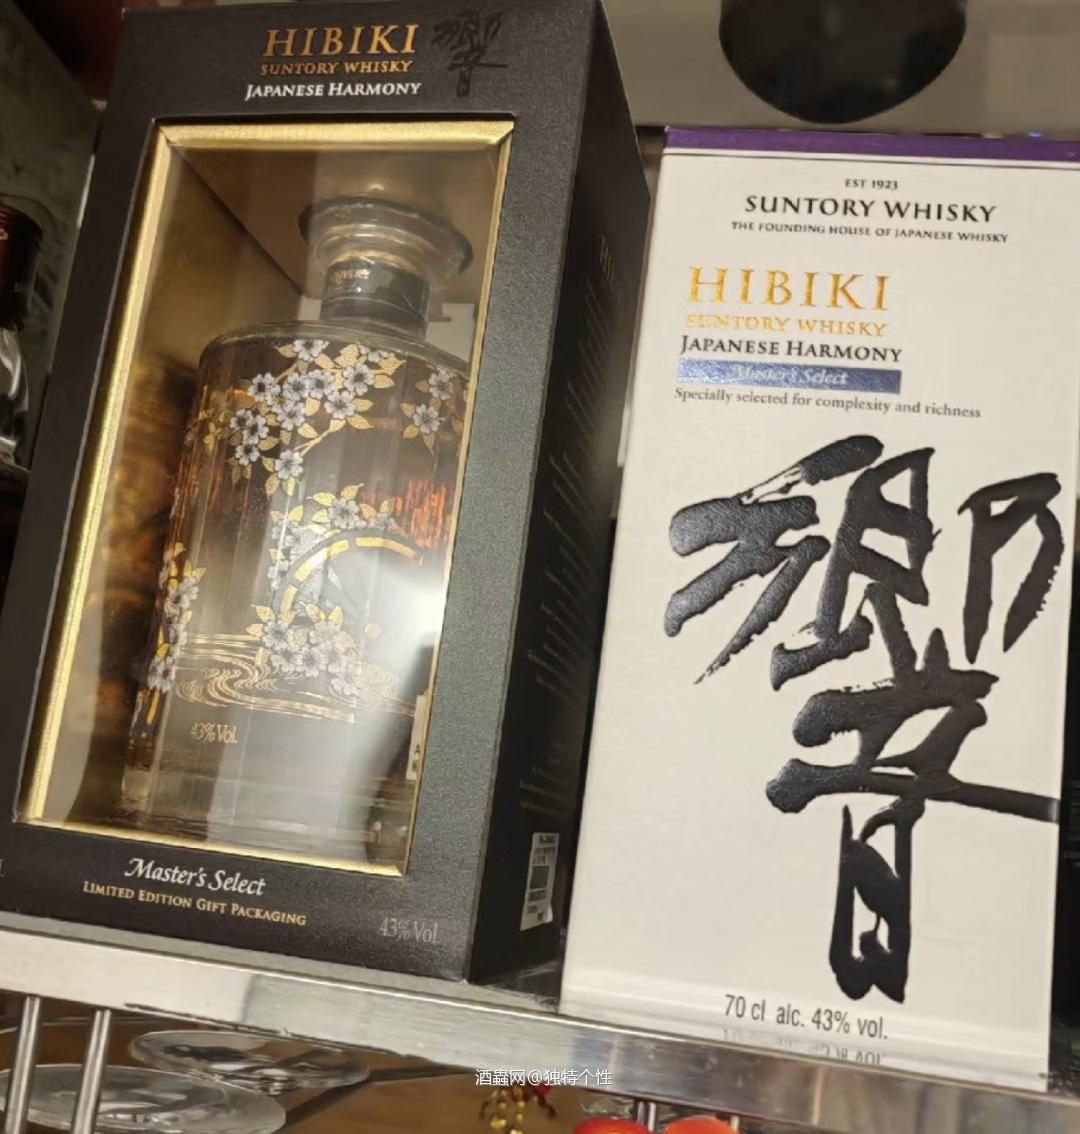 HIBIKI
SUNTORY WHISKY
JAPANESE HARMONY
響
43% Vol.
Master's Select
LIMITED EDITION GIFT PACKAGING
43% Vol.
EST 1923
SUNTORY WHISKY
THE FOUNDING HOUSE OF JAPANESE WHISKY
HIBIKI
SUNTORY WHISKY
JAPANESE HARMONY
Master's Select
Specially selected for complexity and richness
響
70 cl alc. 43% vol.
酒蟲网@独特个性